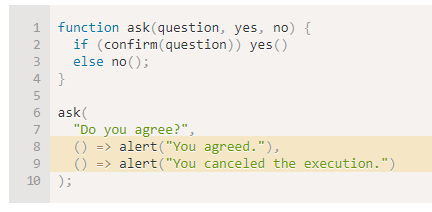 1 function ask(question, yes, no) {
2   if (confirm(question)) yes()
3   else no();
4 }
5
6 ask(
7   "Do you agree?",
8   () => alert("You agreed."),
9   () => alert("You canceled the execution.")
10 );